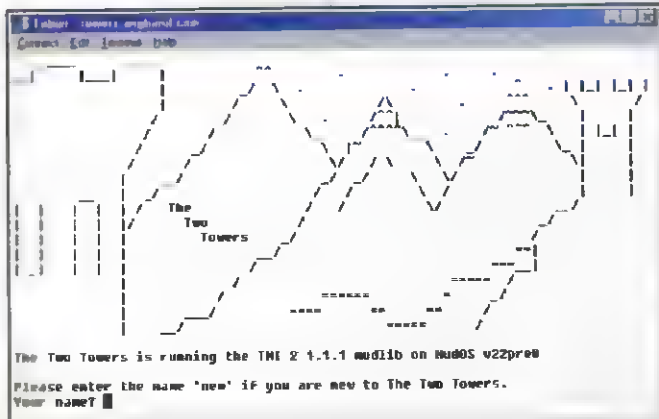 Telnet
Connect Edit Terminal Help
The
Two
Towers
The Two Towers is running the TMI 2 1.1.1 mudlib on MudOS v22pre8
Please enter the name 'new' if you are new to The Two Towers.
Your name?